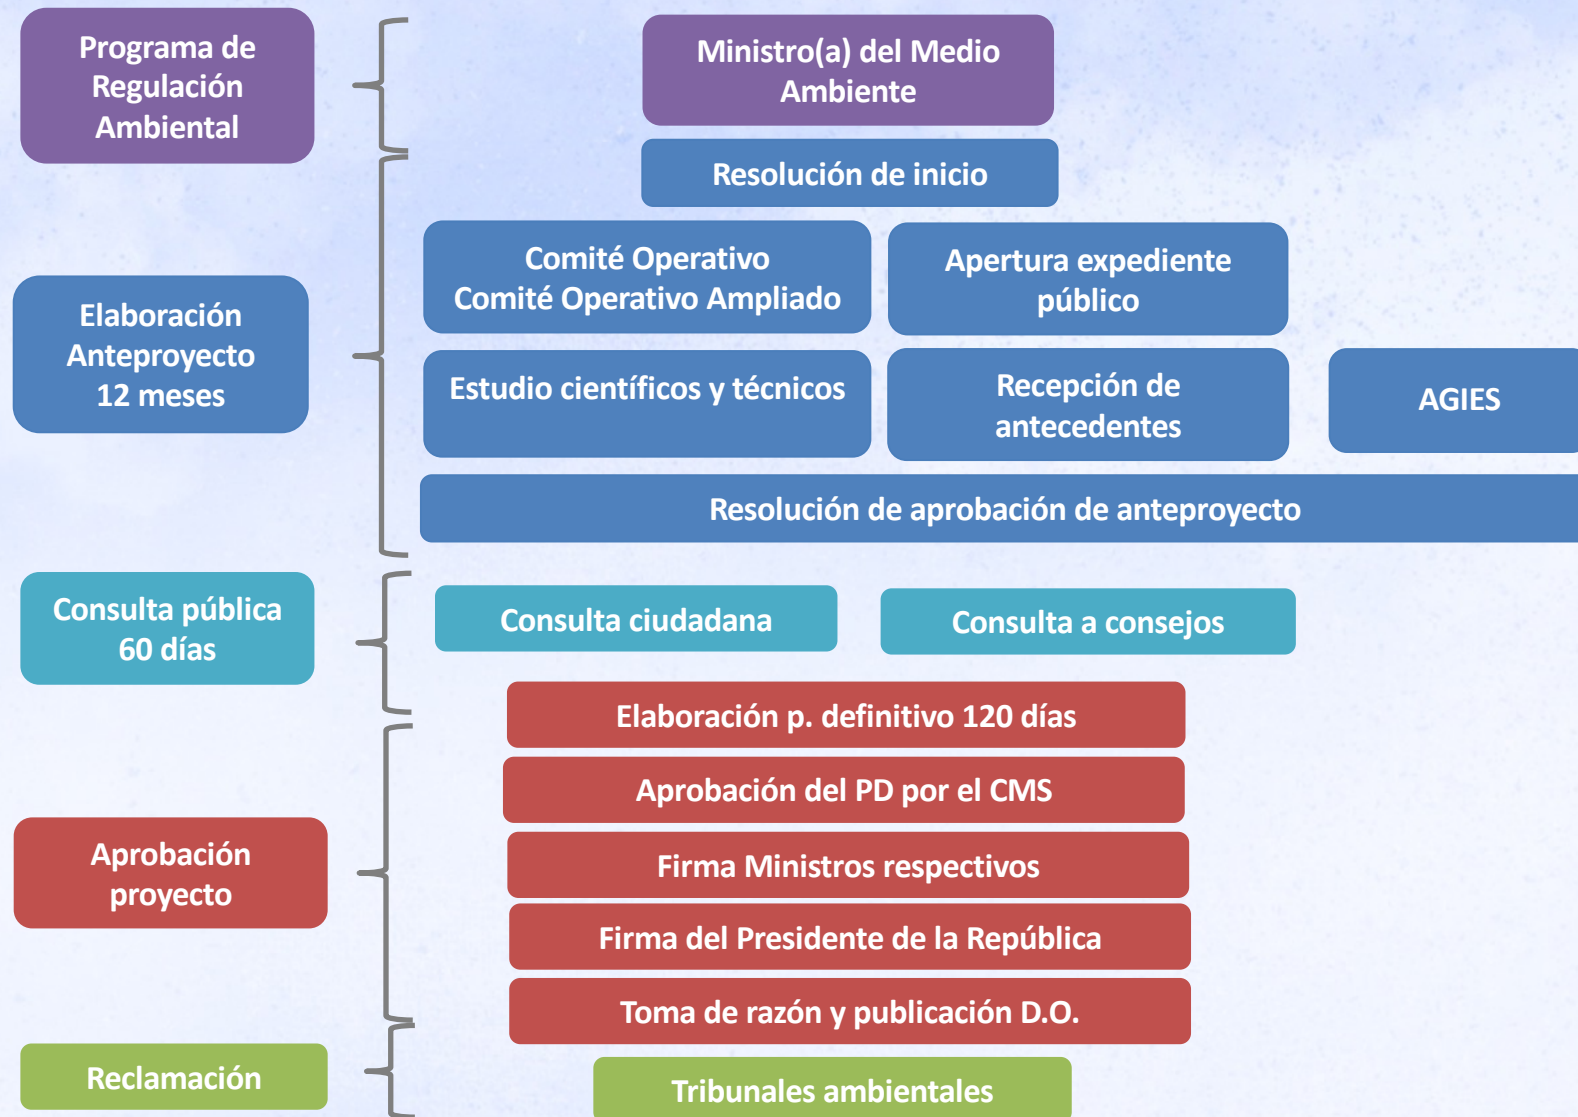 Programa de
Regulación
Ambiental
Ministro(a) del Medio
Ambiente
Resolución de inicio
Elaboración
Anteproyecto
12 meses
Comité Operativo
Comité Operativo Ampliado
Apertura expediente
público
Estudio científicos y técnicos
Recepción de
antecedentes
AGIES
Resolución de aprobación de anteproyecto
Consulta pública
60 días
Consulta ciudadana
Consulta a consejos
Aprobación
proyecto
Elaboración p. definitivo 120 días
Aprobación del PD por el CMS
Firma Ministros respectivos
Firma del Presidente de la República
Toma de razón y publicación D.O.
Reclamación
Tribunales ambientales